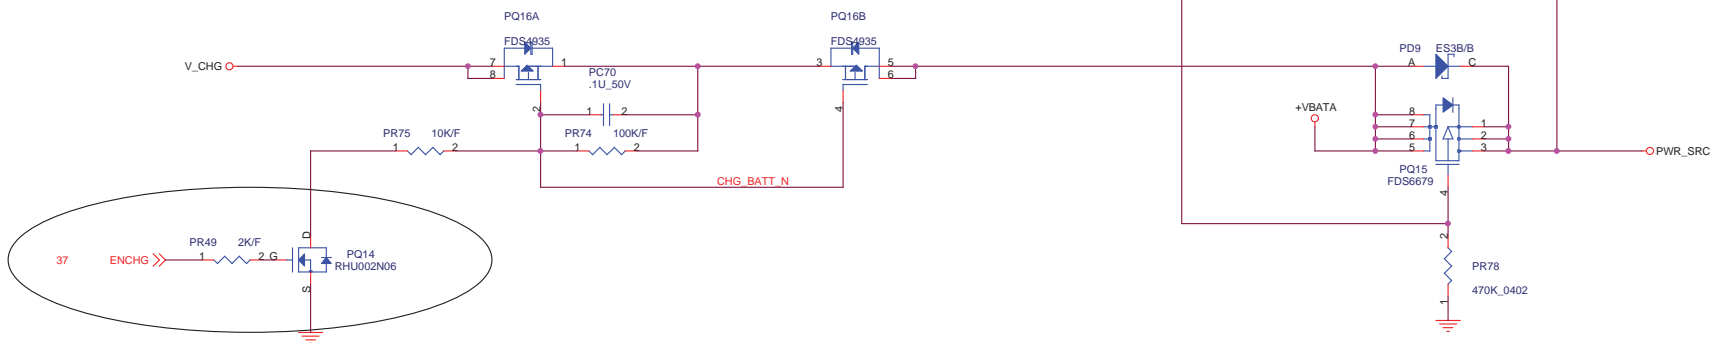 PQ16A
PQ16B
FDS4935
FDS4935
PD9
ES3B/B
V_CHG
7
8
1
3
5
6
A
C
PC70
.1U_50V
2
1
2
4
+VBATA
8
7
6
5
1
2
3
PR75
10K/F
PR74
100K/F
1
2
1
2
PWR_SRC
PQ15
FDS6679
CHG_BATT_N
4
D
PR49
2K/F
37
ENCHG
1
2
G
PQ14
RHU002N06
S
2
PR78
470K_0402
1